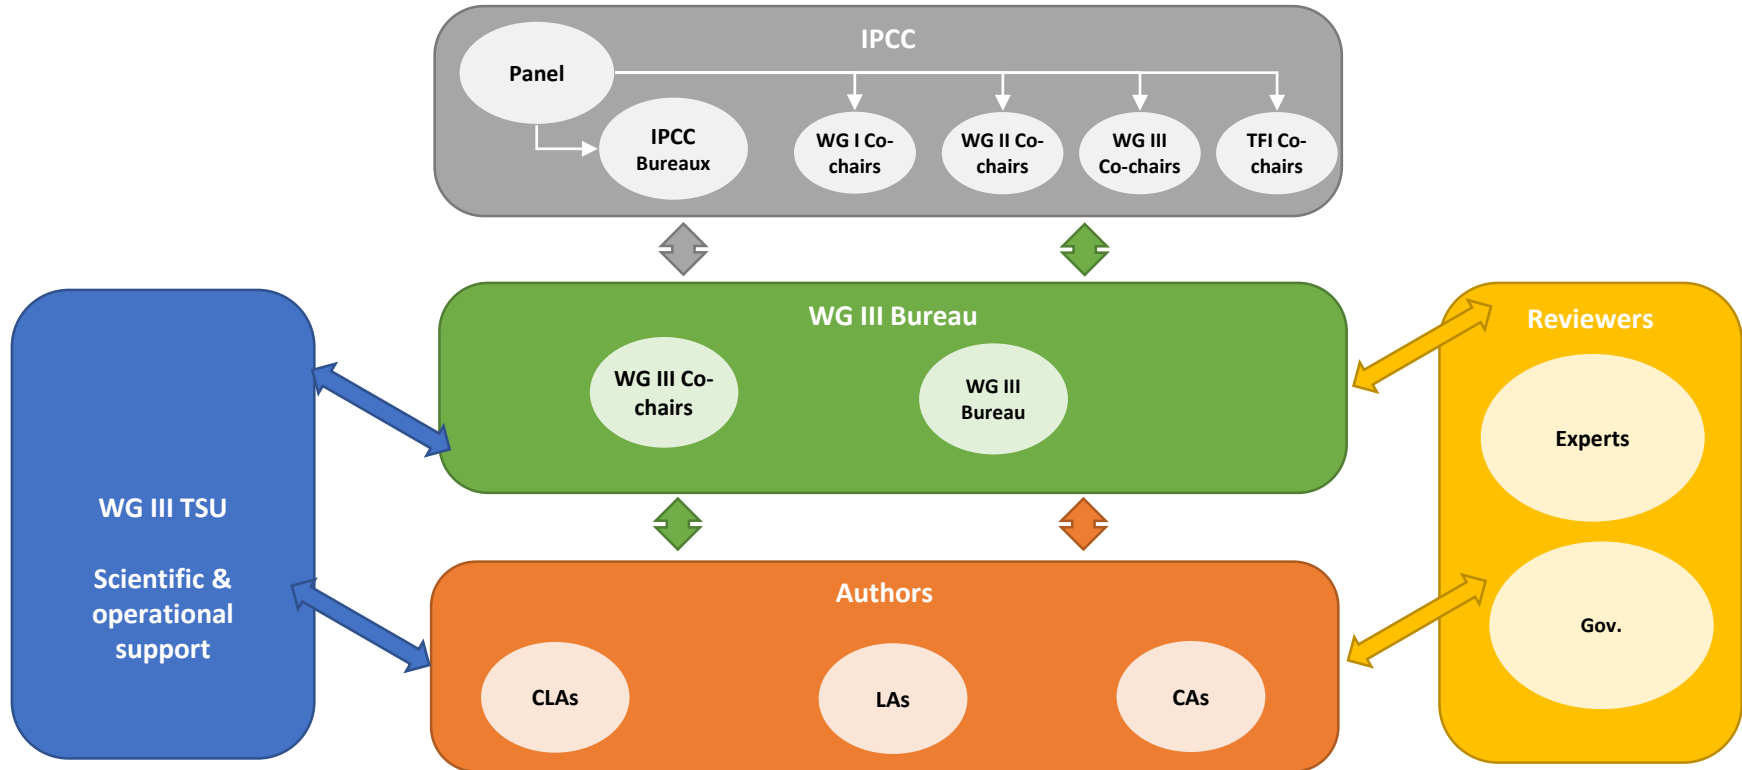 IPCC
Panel
IPCC
Bureaux
WG I Co-
chairs
WG II Co-
chairs
WG III
Co-chairs
TFI Co-
chairs
WG III Bureau
WG III Co-
chairs
WG III
Bureau
WG III TSU
Scientific &
operational
support
Authors
CLAs
LAs
CAs
Reviewers
Experts
Gov.